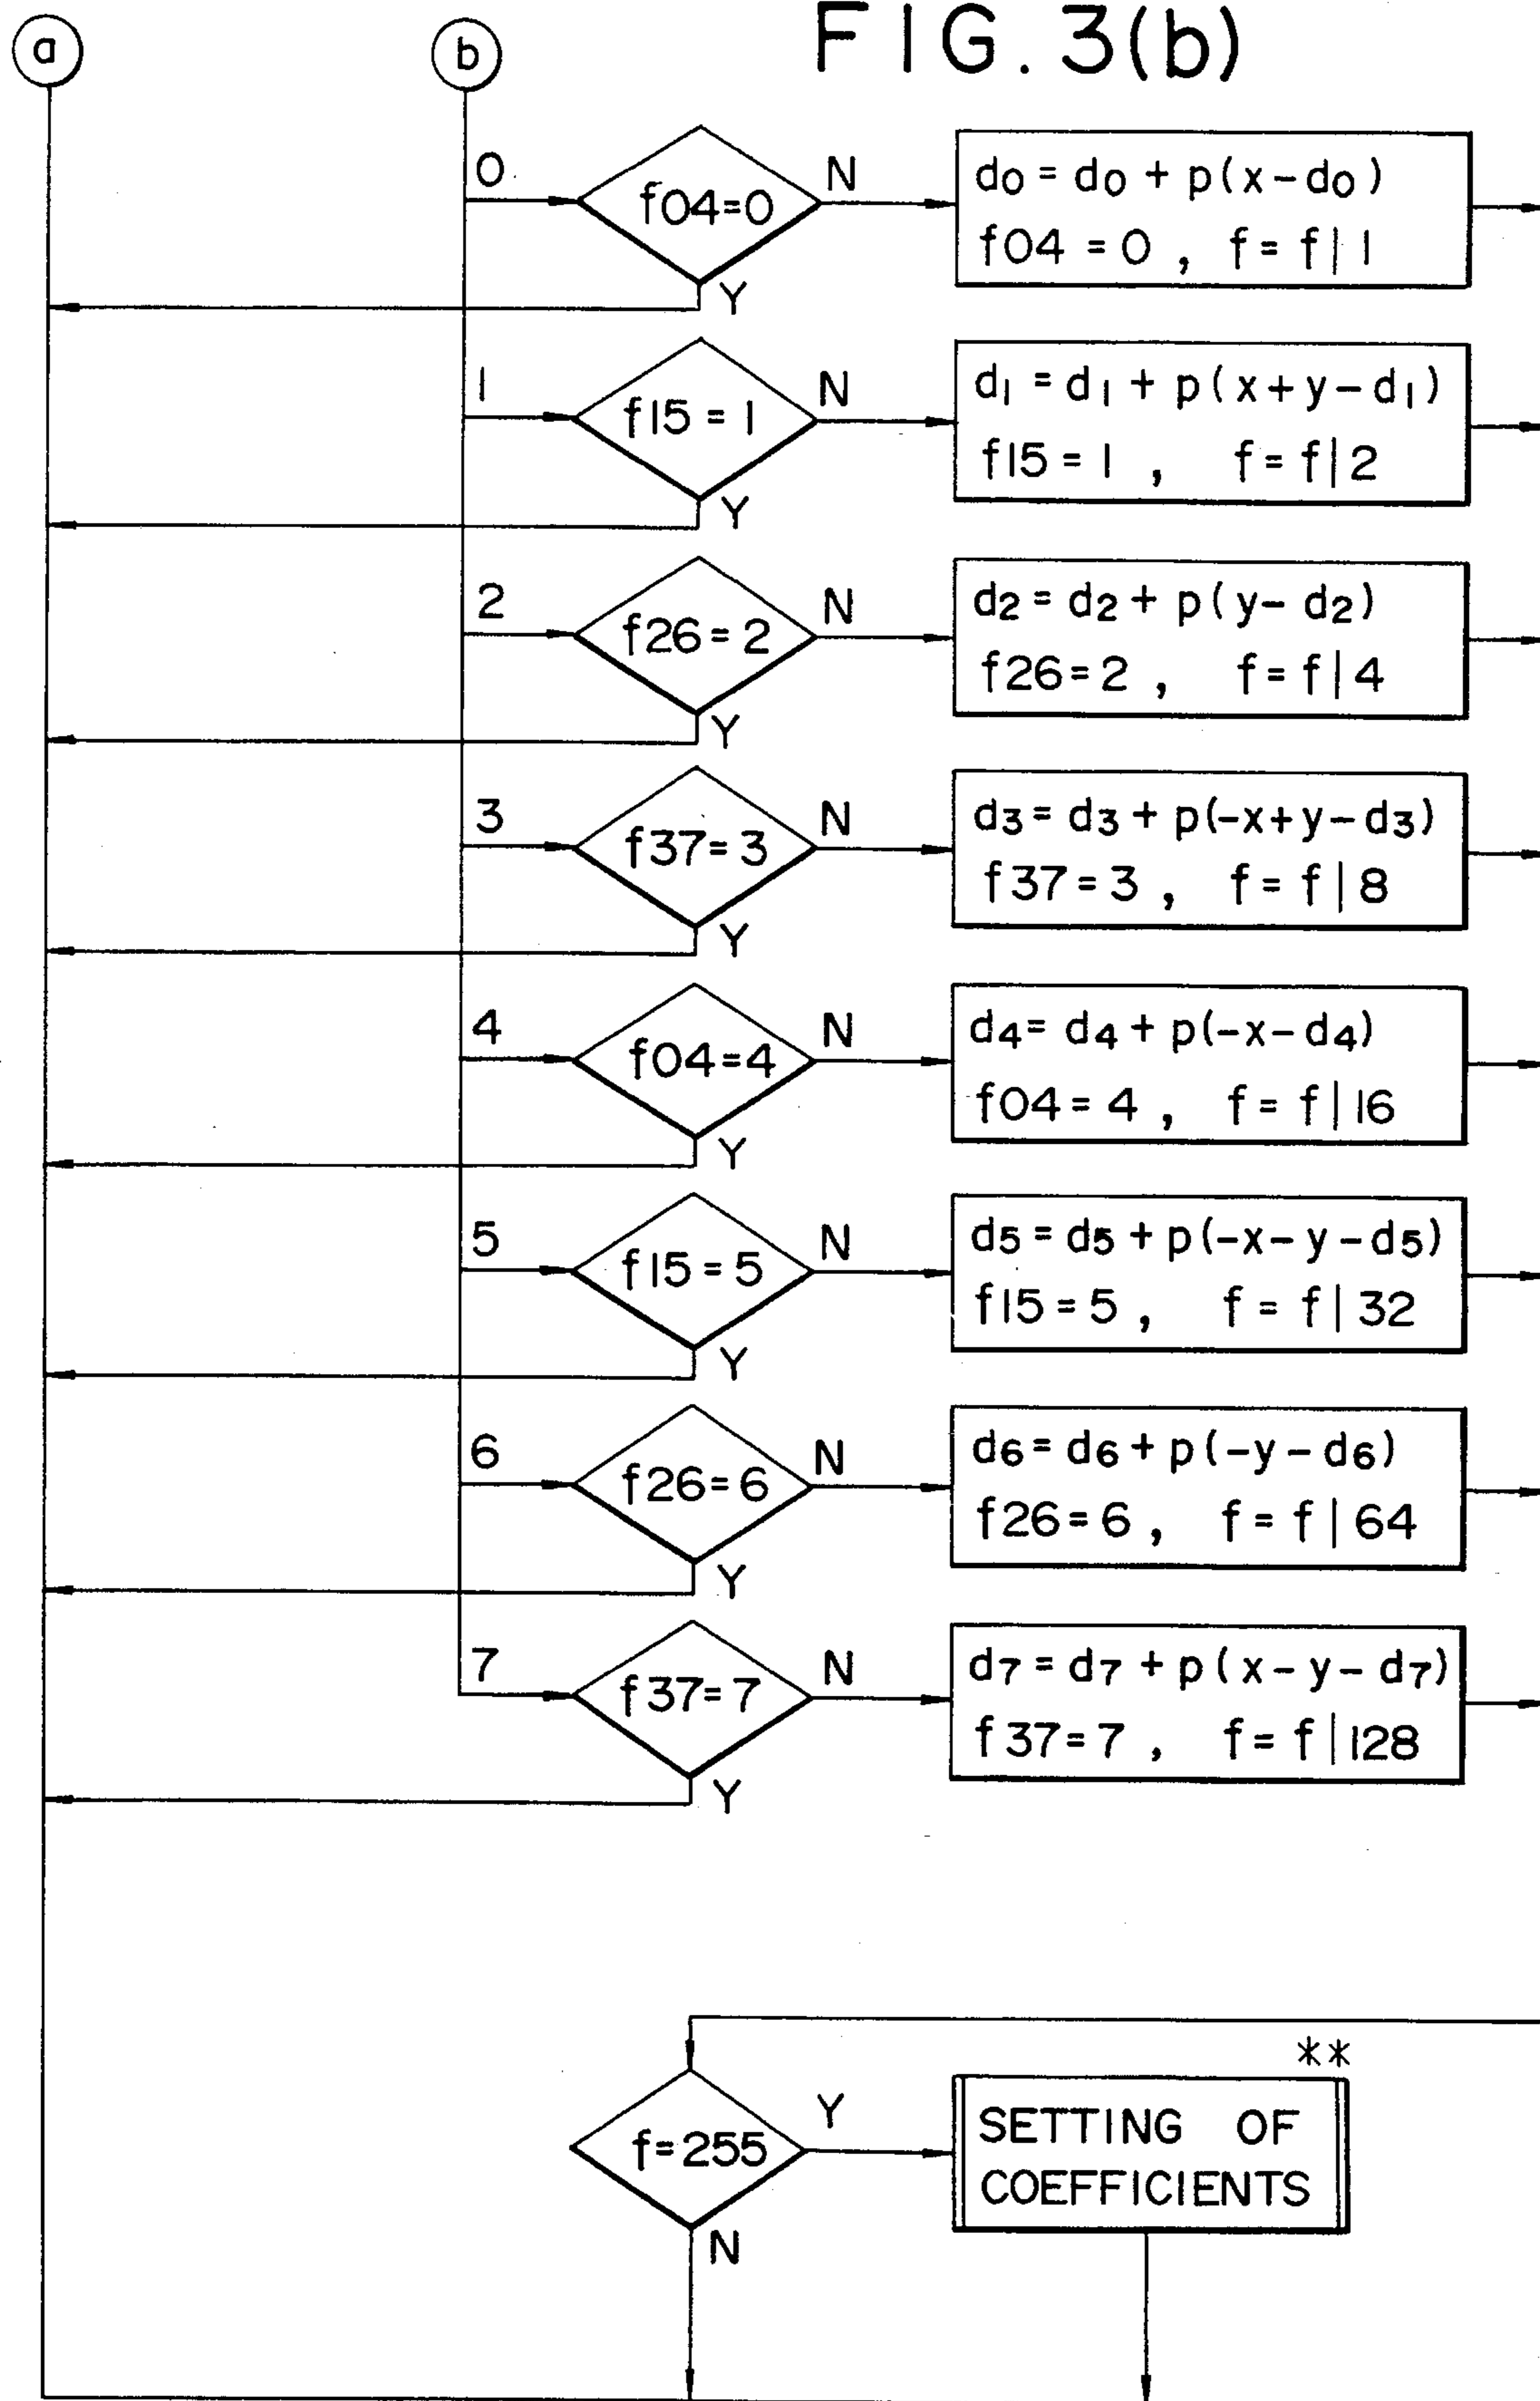 FIG. 3(b)
a
b
0
f04=0
N
Y
d0 = d0 + p(x-d0)
f04 = 0 , f = f | 1
1
f15 = 1
N
Y
d1 = d1 + p(x+y-d1)
f15 = 1 , f = f | 2
2
f26 = 2
N
Y
d2 = d2 + p(y-d2)
f26 = 2 , f = f | 4
3
f37 = 3
N
Y
d3 = d3 + p(-x+y-d3)
f37 = 3 , f = f | 8
4
f04 = 4
N
Y
d4 = d4 + p(-x-d4)
f04 = 4 , f = f | 16
5
f15 = 5
N
Y
d5 = d5 + p(-x-y-d5)
f15 = 5 , f = f | 32
6
f26 = 6
N
Y
d6 = d6 + p(-y-d6)
f26 = 6 , f = f | 64
7
f37 = 7
N
Y
d7 = d7 + p(x-y-d7)
f37 = 7 , f = f | 128
f=255
Y
N
**
SETTING OF
COEFFICIENTS